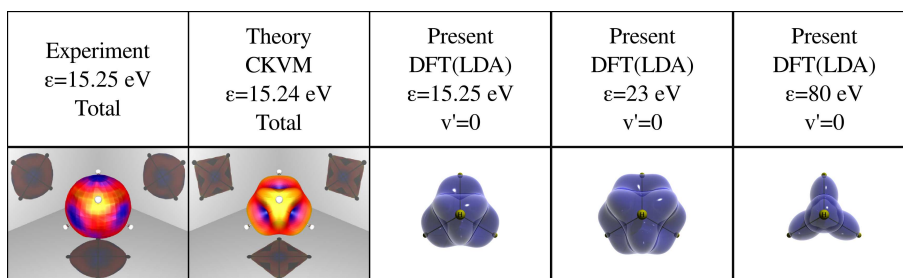 Experiment
ε=15.25 eV
Total
Theory
CKVM
ε=15.24 eV
Total
Present
DFT(LDA)
ε=15.25 eV
v'=0
Present
DFT(LDA)
ε=23 eV
v'=0
Present
DFT(LDA)
ε=80 eV
v'=0